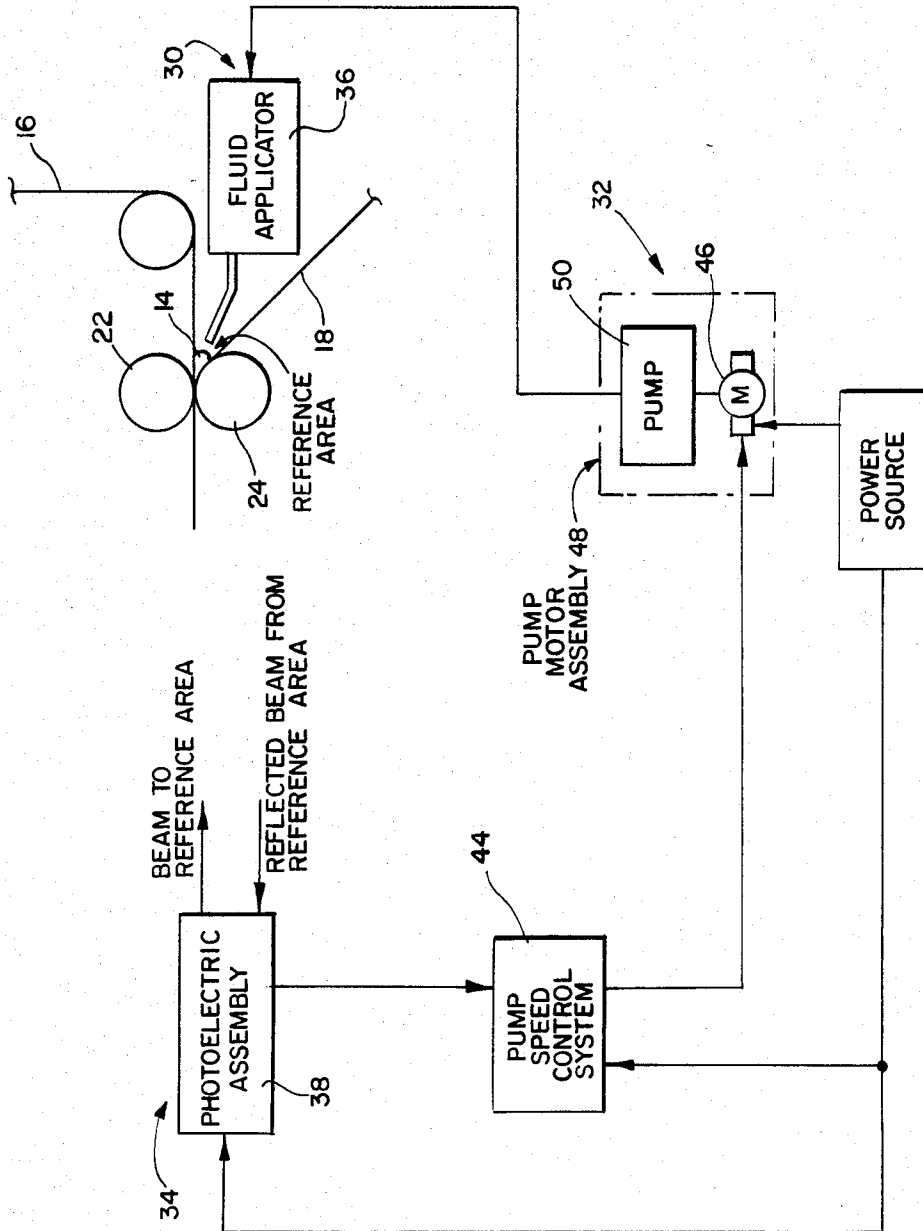 34
PHOTOELECTRIC
ASSEMBLY
38
BEAM TO
REFERENCE AREA
REFLECTED BEAM FROM
REFERENCE AREA
22
14
16
24
REFERENCE
AREA
18
30
FLUID
APPLICATOR
36
44
PUMP
SPEED
CONTROL
SYSTEM
PUMP
MOTOR
ASSEMBLY 48
50
PUMP
32
46
M
POWER
SOURCE